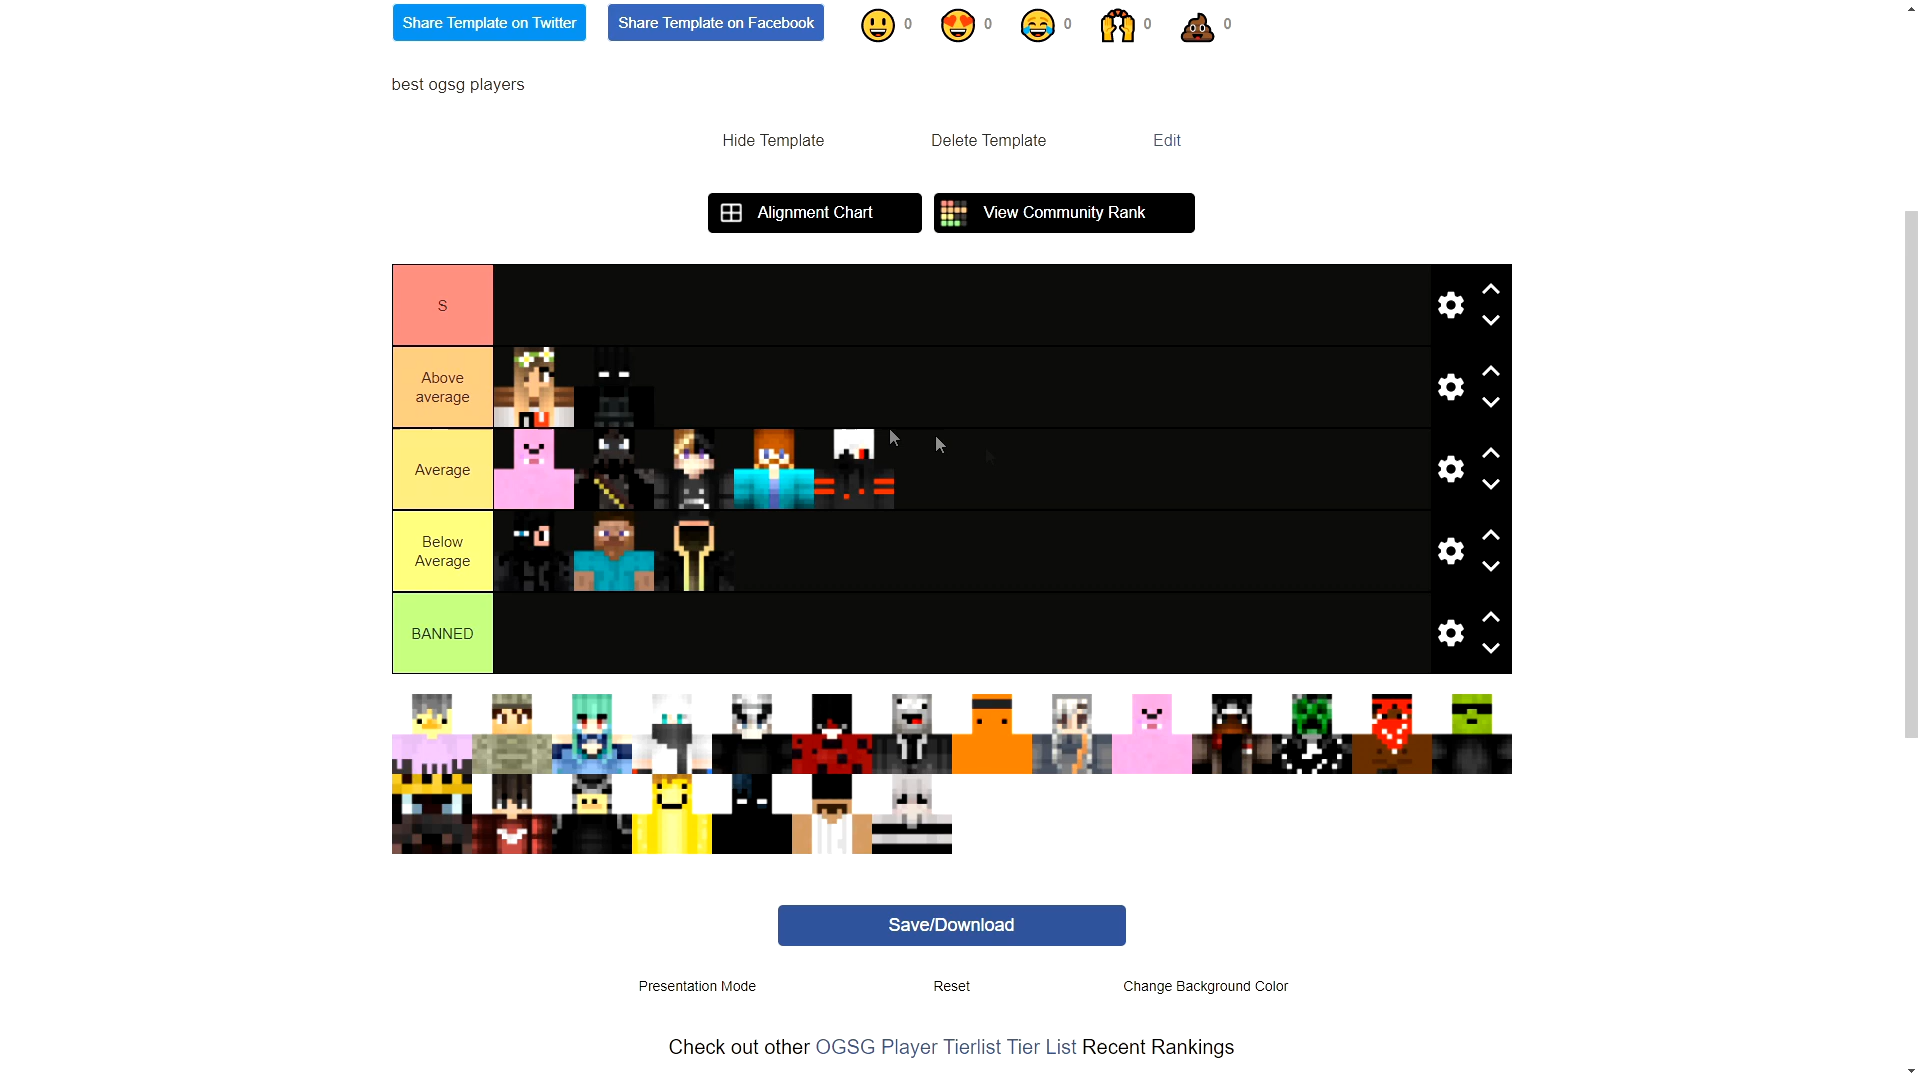 Share Template on Twitter
Share Template on Facebook
0
0
0
0
0
best ogsg players
Hide Template
Delete Template
Edit
Alignment Chart
View Community Rank
S
Above
average
Average
Below
Average
BANNED
Save/Download
Presentation Mode
Reset
Change Background Color
Check out other OGSG Player Tierlist Tier List Recent Rankings